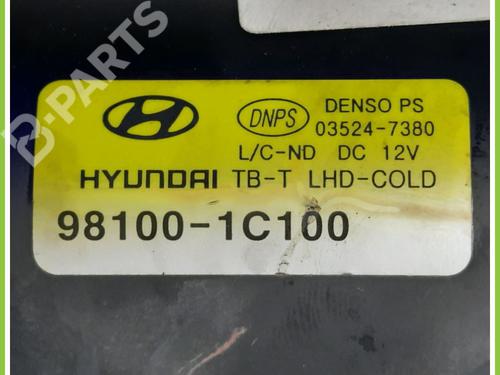 B-PARTS
DNPS
DENSO PS
03524-7380
L/C-ND DC 12V
HYUNDAI TB-T LHD-COLD
98100-1C100